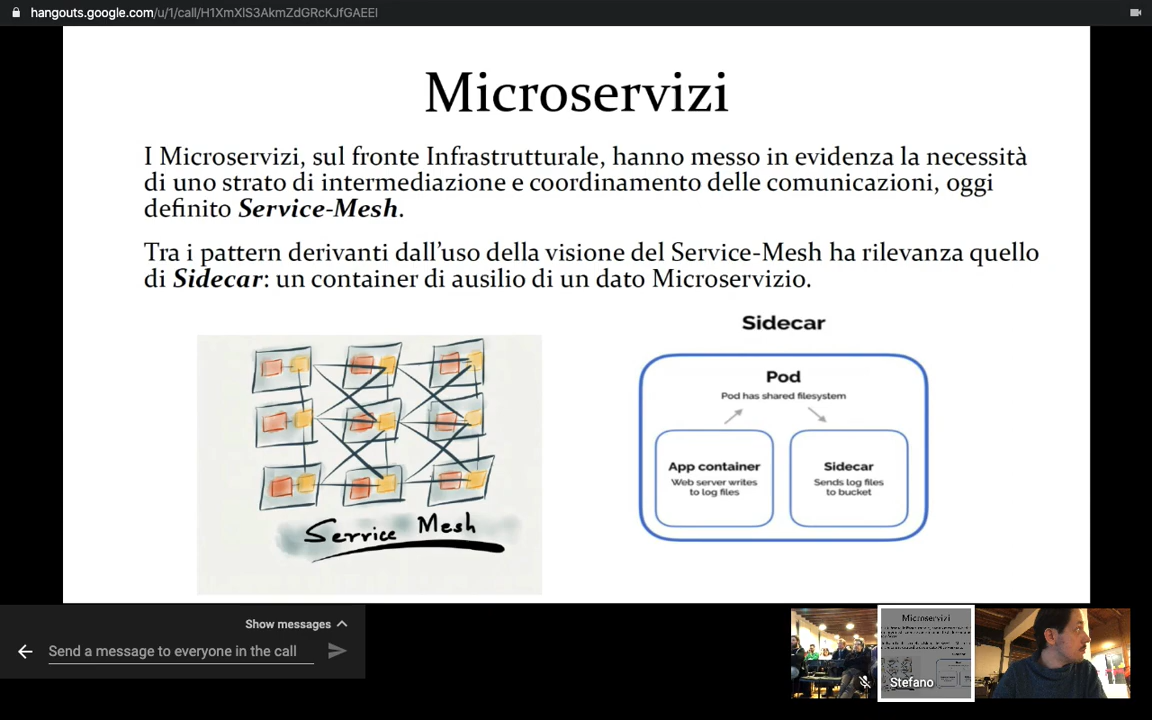 hangouts.google.com/u/1/call/H1XmXlS3AkmZdGRcKJfGAEEI
Microservizi
I Microservizi, sul fronte Infrastrutturale, hanno messo in evidenza la necessità
di uno strato di intermediazione e coordinamento delle comunicazioni, oggi
definito Service-Mesh.
Tra i pattern derivanti dall’uso della visione del Service-Mesh ha rilevanza quello
di Sidecar: un container di ausilio di un dato Microservizio.
Service Mesh
Sidecar
Pod
Pod has shared filesystem
App container
Web server writes
to log files
Sidecar
Sends log files
to bucket
Show messages
Send a message to everyone in the call
Microservizi
Stefano